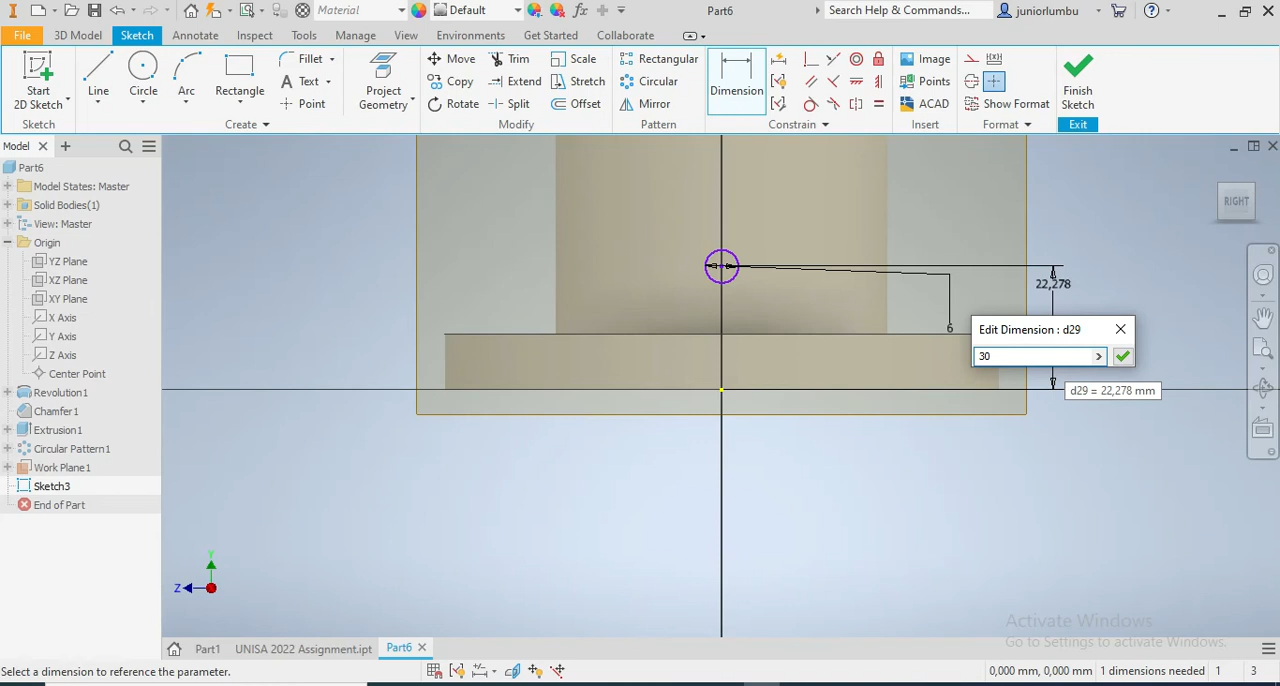 Material
Default
Part6
Search Help & Commands...
juniorlumbu
File
3D Model
Sketch
Annotate
Inspect
Tools
Manage
View
Environments
Get Started
Collaborate
Start
2D Sketch
Line
Circle
Arc
Rectangle
Fillet
Text
Point
Project
Geometry
Move
Copy
Rotate
Trim
Extend
Split
Scale
Stretch
Offset
Rectangular
Circular
Mirror
Dimension
Image
Points
ACAD
Show Format
Finish
Sketch
Sketch
Create
Modify
Pattern
Constrain
Insert
Format
Exit
Model
Part6
Model States: Master
Solid Bodies(1)
View: Master
Origin
YZ Plane
XZ Plane
XY Plane
X Axis
Y Axis
Z Axis
Center Point
Revolution1
Chamfer1
Extrusion1
Circular Pattern1
Work Plane1
Sketch3
End of Part
RIGHT
22,278
6
Edit Dimension : d29
30
d29 = 22,278 mm
Y
Z
Activate Windows
Go to Settings to activate Windows.
Part1
UNISA 2022 Assignment.ipt
Part6
Select a dimension to reference the parameter.
0,000 mm, 0,000 mm
1 dimensions needed
1
3